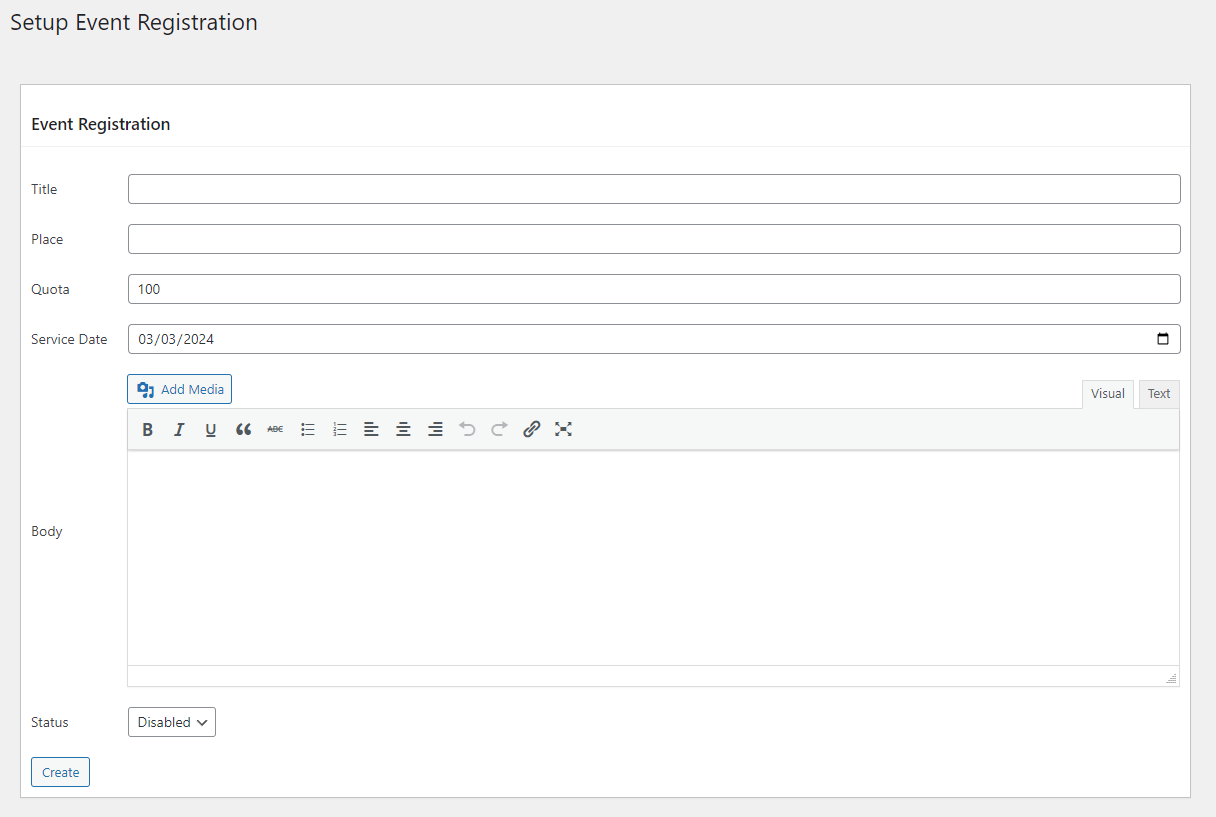 Setup Event Registration
Event Registration
Title
Place
Quota 100
Service Date 03/03/2024
Add Media Visual Text
B I U ABC
Body
Status Disabled
Create